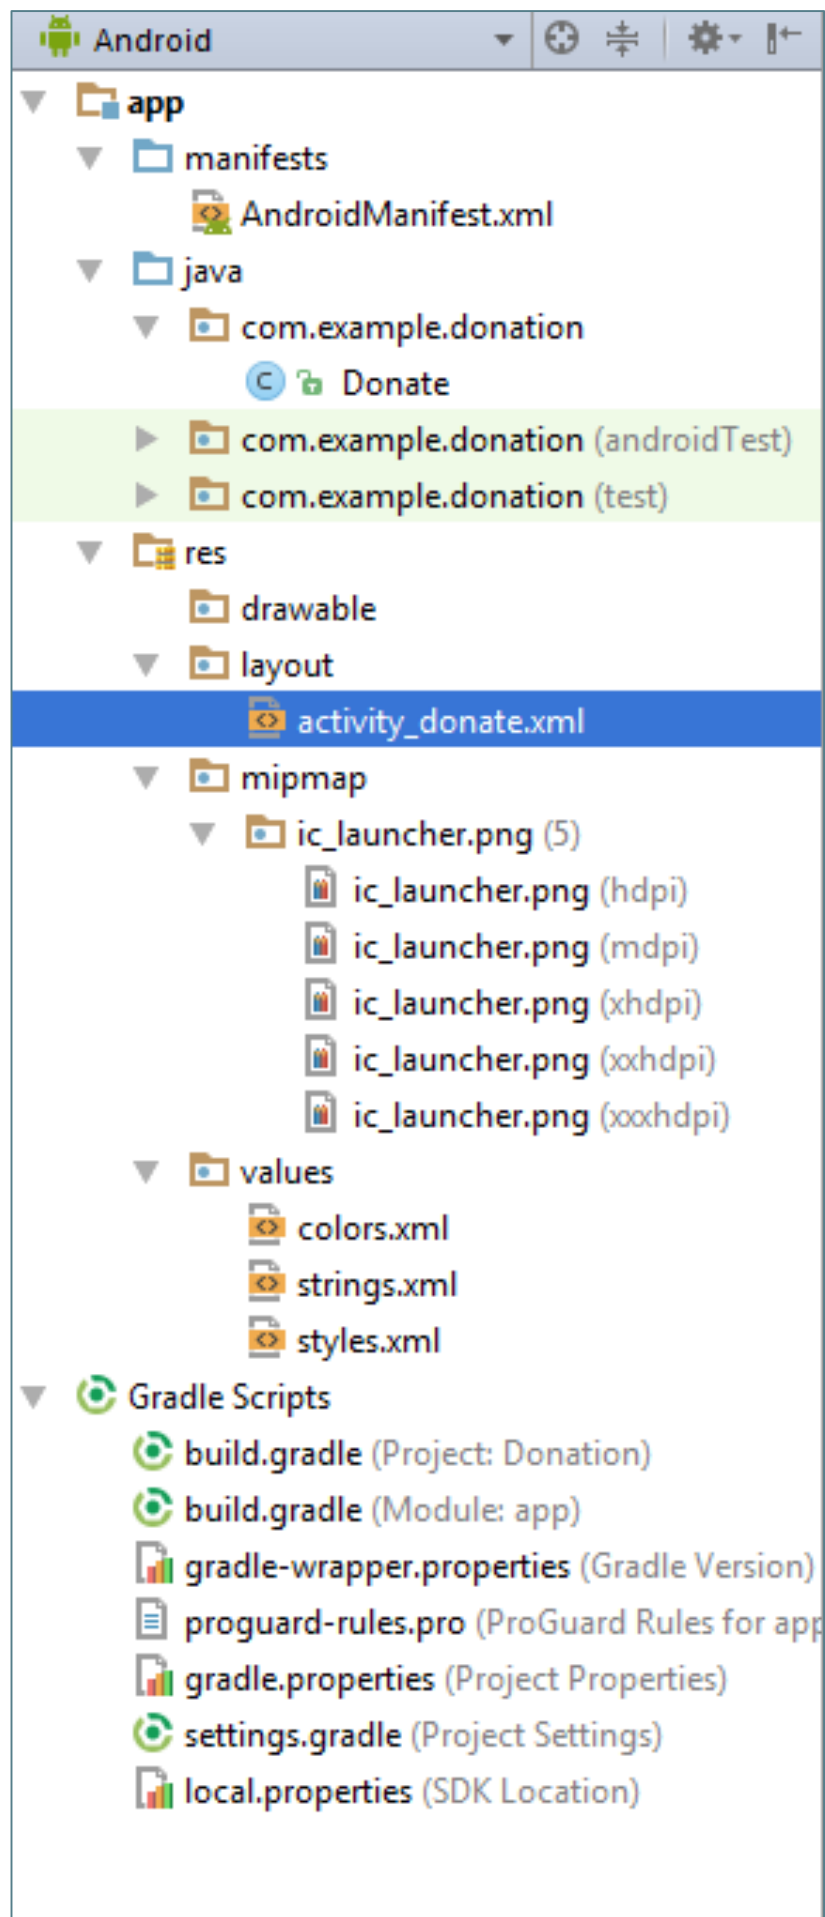 Android
app
manifests
AndroidManifest.xml
java
com.example.donation
C Donate
com.example.donation (androidTest)
com.example.donation (test)
res
drawable
layout
activity_donate.xml
mipmap
ic_launcher.png (5)
ic_launcher.png (hdpi)
ic_launcher.png (mdpi)
ic_launcher.png (xhdpi)
ic_launcher.png (xxhdpi)
ic_launcher.png (xxxhdpi)
values
colors.xml
strings.xml
styles.xml
Gradle Scripts
build.gradle (Project: Donation)
build.gradle (Module: app)
gradle-wrapper.properties (Gradle Version)
proguard-rules.pro (ProGuard Rules for app
gradle.properties (Project Properties)
settings.gradle (Project Settings)
local.properties (SDK Location)